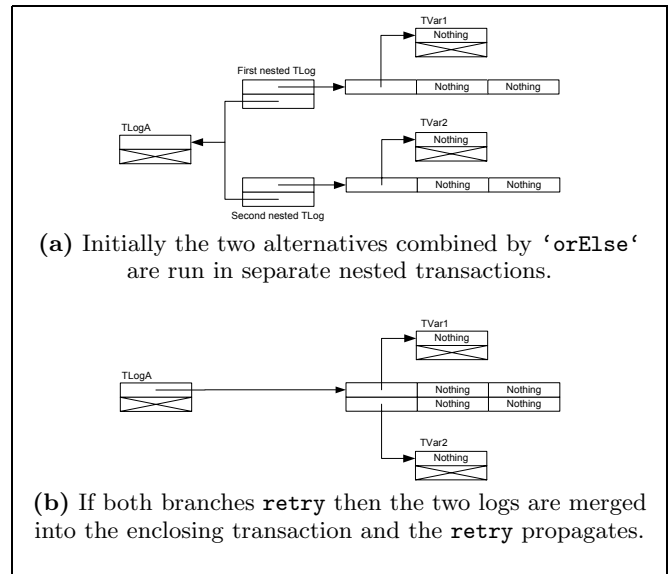 TVar1
Nothing
First nested TLog
Nothing Nothing
TVar2
TLogA
Nothing
Nothing Nothing
Second nested TLog
(a) Initially the two alternatives combined by ‘orElse‘
are run in separate nested transactions.
TVar1
Nothing
TLogA
Nothing Nothing
Nothing Nothing
TVar2
Nothing
(b) If both branches retry then the two logs are merged
into the enclosing transaction and the retry propagates.